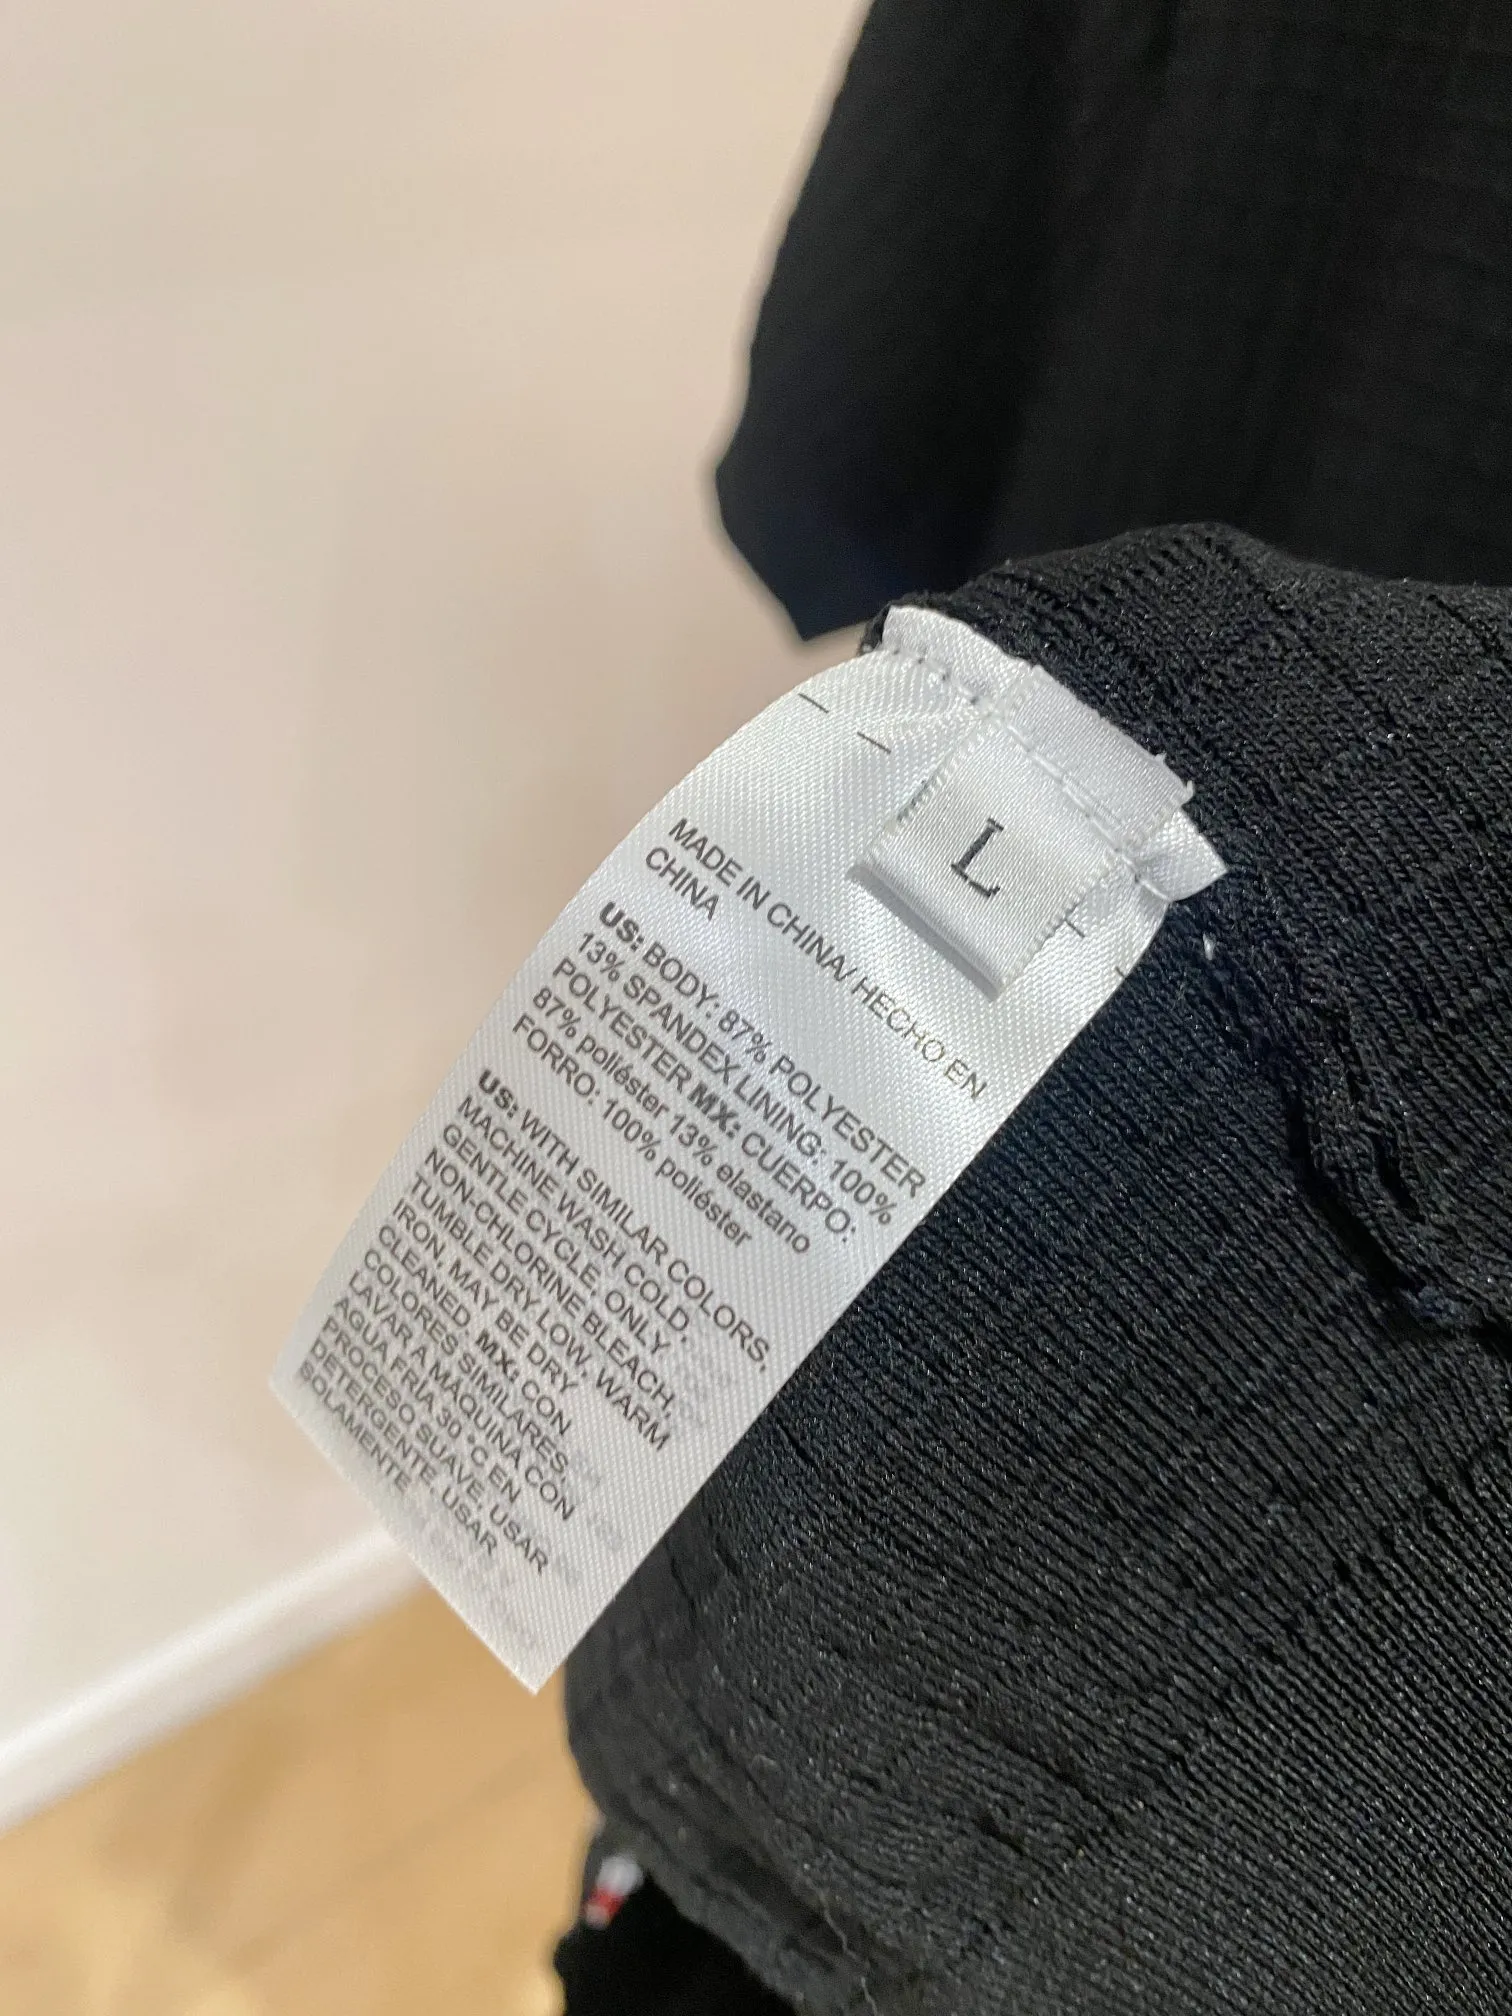 L
MADE IN CHINA/ HECHO EN
CHINA
US: BODY: 87% POLYESTER
13% SPANDEX LINING: 100%
POLYESTER MX: CUERPO:
87% poliéster 13% elastano
FORRO: 100% poliéster
US: WITH SIMILAR COLORS,
MACHINE WASH COLD,
GENTLE CYCLE, ONLY
NON-CHLORINE BLEACH,
TUMBLE DRY LOW, WARM
IRON, MAY BE DRY
CLEANED. MX: CON
COLORES SIMILARES,
LAVAR A MAQUINA CON
AGUA FRIA 30 °C EN
PROCESO SUAVE, USAR
DETERGENTE , USAR
SOLAMENTE